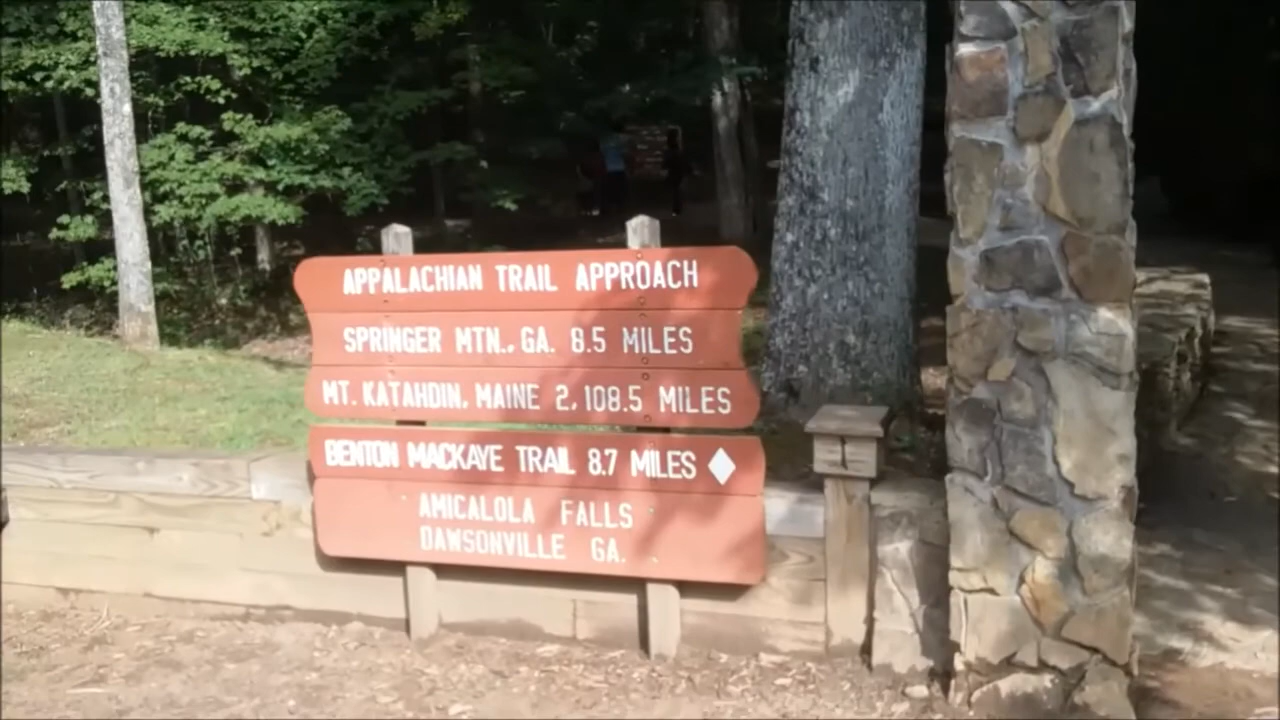 APPALACHIAN TRAIL APPROACH
SPRINGER MTN., GA. 8.5 MILES
MT. KATAHDIN, MAINE 2,108.5 MILES
BENTON MACKAYE TRAIL 8.7 MILES
AMICALOLA FALLS
DAWSONVILLE GA.